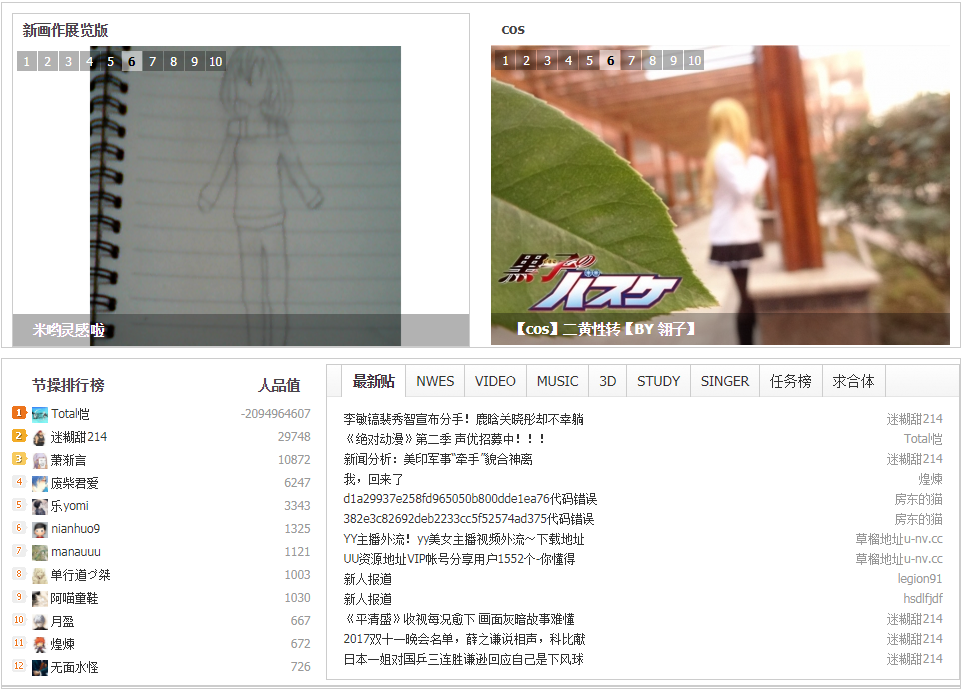 新画作展览版
1 2 3 4 5 6 7 8 9 10
米哟灵感啦
cos
1 2 3 4 5 6 7 8 9 10
黒子のバスケ
【cos】二黄性转【BY 翎子】
节操排行榜 人品值
1 Total恺 -2094964607
2 迷糊甜214 29748
3 萧渐言 10872
4 废柴君爱 6247
5 乐yomi 3343
6 nianhuo9 1325
7 manauuu 1121
8 单行道づ桀 1003
9 阿喵童鞋 1030
10 月盈 667
11 煌煉 672
12 无面水怪 726
最新贴 NWES VIDEO MUSIC 3D STUDY SINGER 任务榜 求合体
李敏镐裴秀智宣布分手！鹿晗关晓彤却不幸躺 迷糊甜214
《绝对动漫》第二季 声优招募中！！！ Total恺
新闻分析：美印军事“牵手”貌合神离 迷糊甜214
我，回来了 煌煉
d1a29937e258fd965050b800dde1ea76代码错误 房东的猫
382e3c82692deb2233cc5f52574ad375代码错误 房东的猫
YY主播外流！yy美女主播视频外流~下载地址 草榴地址u-nv.cc
UU资源地址VIP帐号分享用户1552个-你懂得 草榴地址u-nv.cc
新人报道 legion91
新人报道 hsdlfjdf
《平清盛》收视每况愈下 画面灰暗故事难懂 迷糊甜214
2017双十一晚会名单，薛之谦说相声，科比献 迷糊甜214
日本一姐对国乒三连胜谦逊回应自己是下风球 迷糊甜214